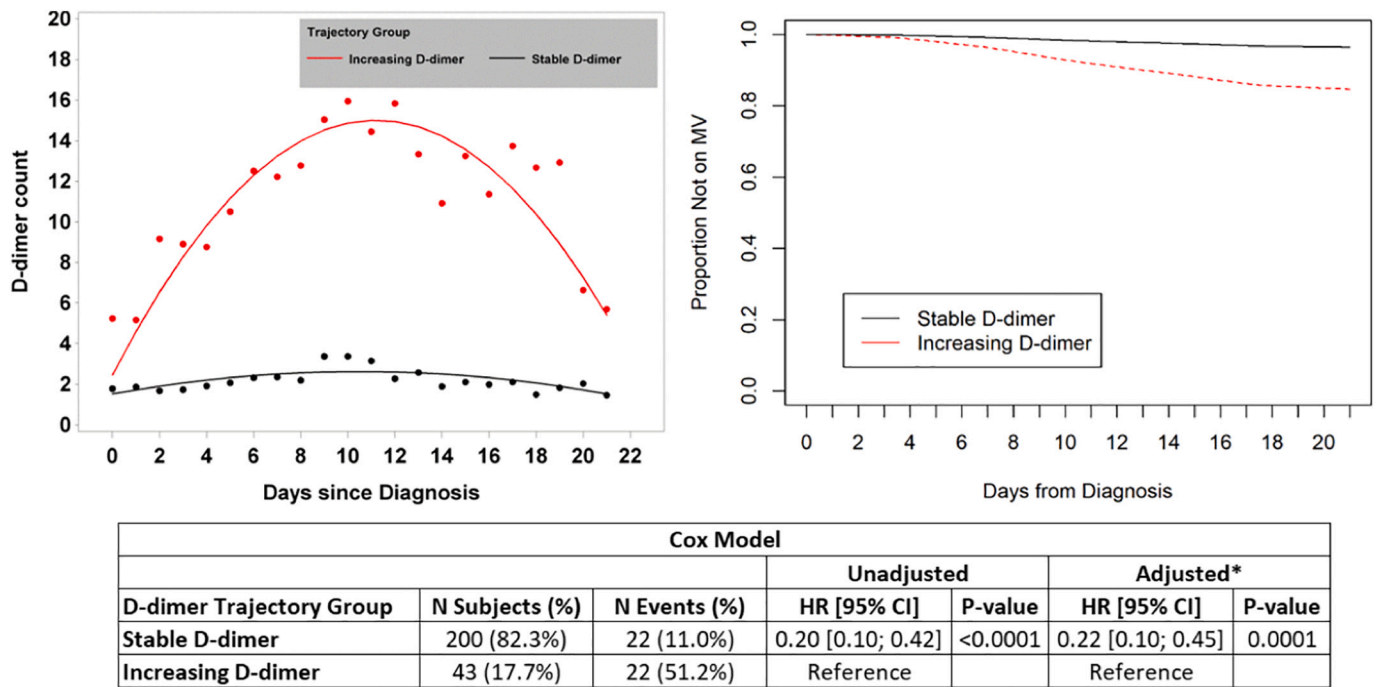 20
18
16
14
12
10
8
6
4
2
0
D-dimer count
Trajectory Group
Increasing D-dimer Stable D-dimer
0 2 4 6 8 10 12 14 16 18 20 22
Days since Diagnosis
1.0
0.8
0.6
0.4
0.2
0.0
Proportion Not on MV
Stable D-dimer
Increasing D-dimer
0 2 4 6 8 10 12 14 16 18 20
Days from Diagnosis
Cox Model
Unadjusted Adjusted*
D-dimer Trajectory Group N Subjects (%) N Events (%) HR [95% CI] P-value HR [95% CI] P-value
Stable D-dimer 200 (82.3%) 22 (11.0%) 0.20 [0.10; 0.42] <0.0001 0.22 [0.10; 0.45] 0.0001
Increasing D-dimer 43 (17.7%) 22 (51.2%) Reference Reference